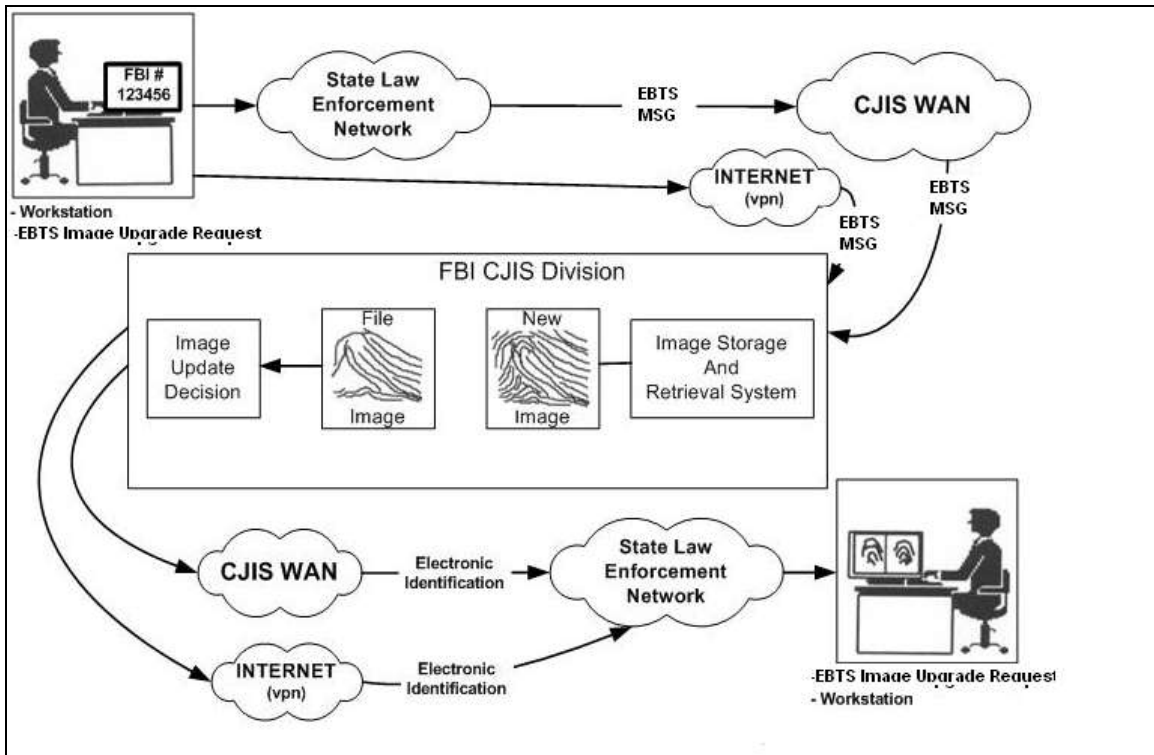 FBI #
123456
State Law
Enforcement
Network
EBTS
MSG
CJIS WAN
INTERNET
(vpn)
EBTS
MSG
EBTS
MSG
- Workstation
-EBTS Image Upgrade Request
FBI CJIS Division
Image
Update
Decision
File
Image
New
Image
Image Storage
And
Retrieval System
CJIS WAN
Electronic
Identification
State Law
Enforcement
Network
INTERNET
(vpn)
Electronic
Identification
-EBTS Image Upgrade Request
- Workstation